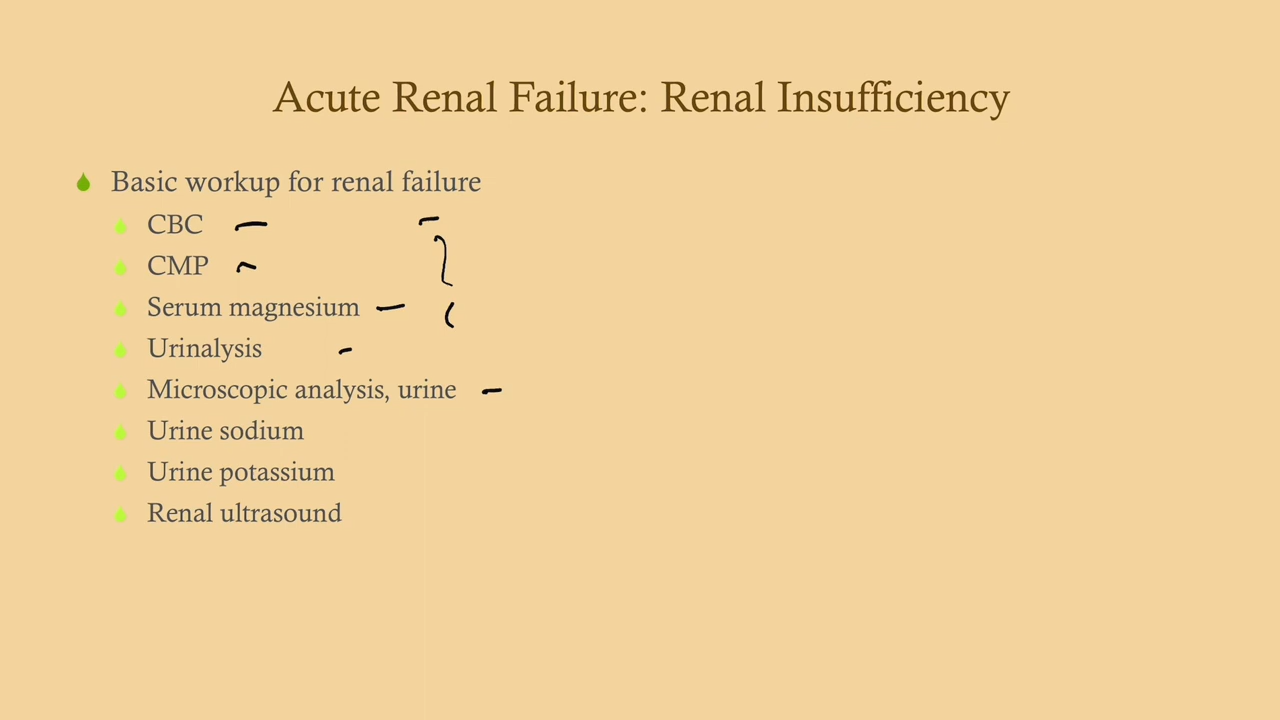 Acute Renal Failure: Renal Insufficiency
Basic workup for renal failure
CBC
CMP
Serum magnesium
Urinalysis
Microscopic analysis, urine
Urine sodium
Urine potassium
Renal ultrasound